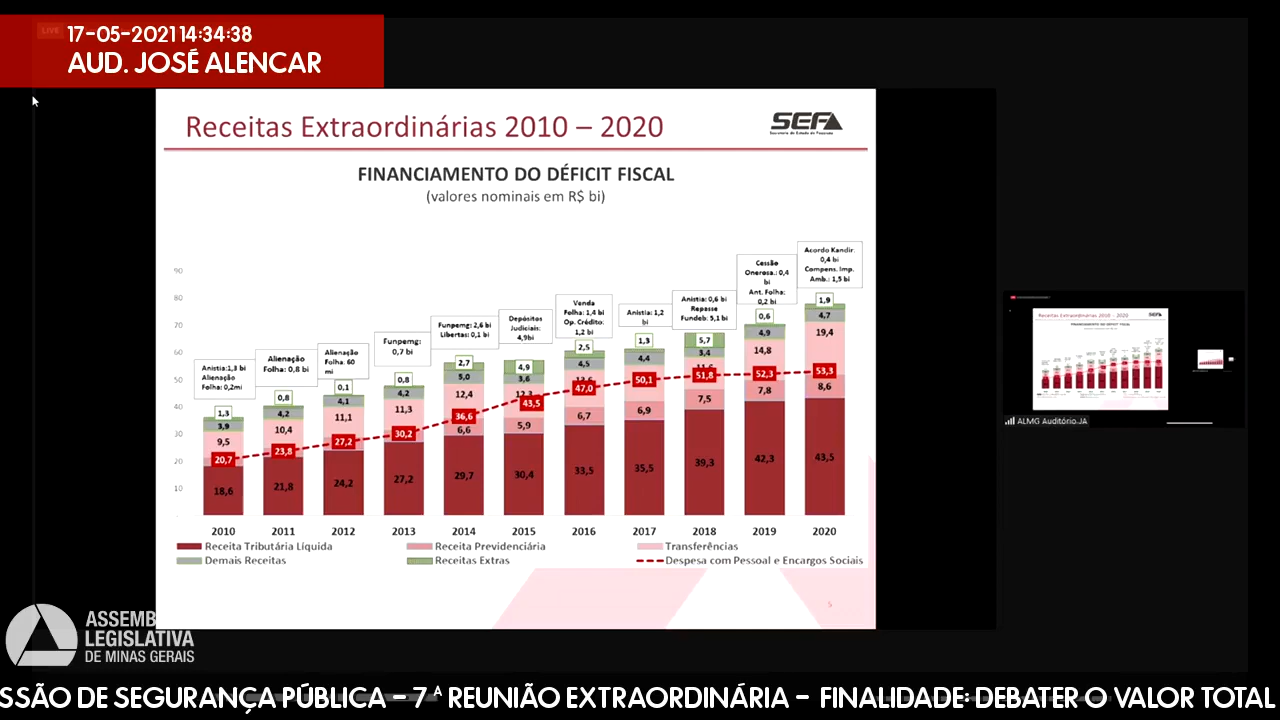 LIVE
17-05-2021 14:34:38
AUD. JOSÉ ALENCAR
Receitas Extraordinárias 2010 – 2020
SEFA
Secretaria de Estado de Fazenda
FINANCIAMENTO DO DÉFICIT FISCAL
(valores nominais em R$ bi)
90
80
70
60
50
40
30
20
10
Anistia:1,3 bi
Alienação
Folha: 0,2mi
1,3
3,9
9,5
20,7
18,6
Alienação
Folha: 0,8 bi
0,8
4,2
10,4
23,8
21,8
Alienação
Folha: 60
mi
0,1
4,1
11,1
27,2
24,2
Funpemg:
0,7 bi
0,8
4,2
11,3
30,2
27,2
Funpemg: 2,6 bi
Libertas: 0,1 bi
2,7
5,0
12,4
36,6
6,6
29,7
Depósitos
Judiciais:
4,9bi
4,9
3,6
12,3
43,5
5,9
30,4
Venda
Folha: 1,4 bi
Op. Crédito:
1,2 bi
2,5
4,5
47,0
6,7
33,5
Anistia: 1,2
bi
1,3
4,4
50,1
6,9
35,5
Anistia: 0,6 bi
Repasse
Fundeb: 5,1 bi
5,7
3,4
51,8
7,5
39,3
Cessão
Onerosa.: 0,4
bi
Ant. Folha:
0,2 bi
0,6
4,9
14,8
52,3
7,8
42,3
Acordo Kandir.
0,4 bi
Compens. Imp.
Amb.: 1,5 bi
1,9
4,7
19,4
53,3
8,6
43,5
2010 2011 2012 2013 2014 2015 2016 2017 2018 2019 2020
Receita Tributária Líquida Receita Previdenciária Transferências
Demais Receitas Receitas Extras Despesa com Pessoal e Encargos Sociais
5
Receitas Extraordinárias 2010 – 2020
SEFA
ALMG Auditório.JA
ASSEMB
LEGISLATIVA
DE MINAS GERAIS
SSÃO DE SEGURANÇA PÚBLICA – 7 ª REUNIÃO EXTRAORDINÁRIA – FINALIDADE: DEBATER O VALOR TOTAL